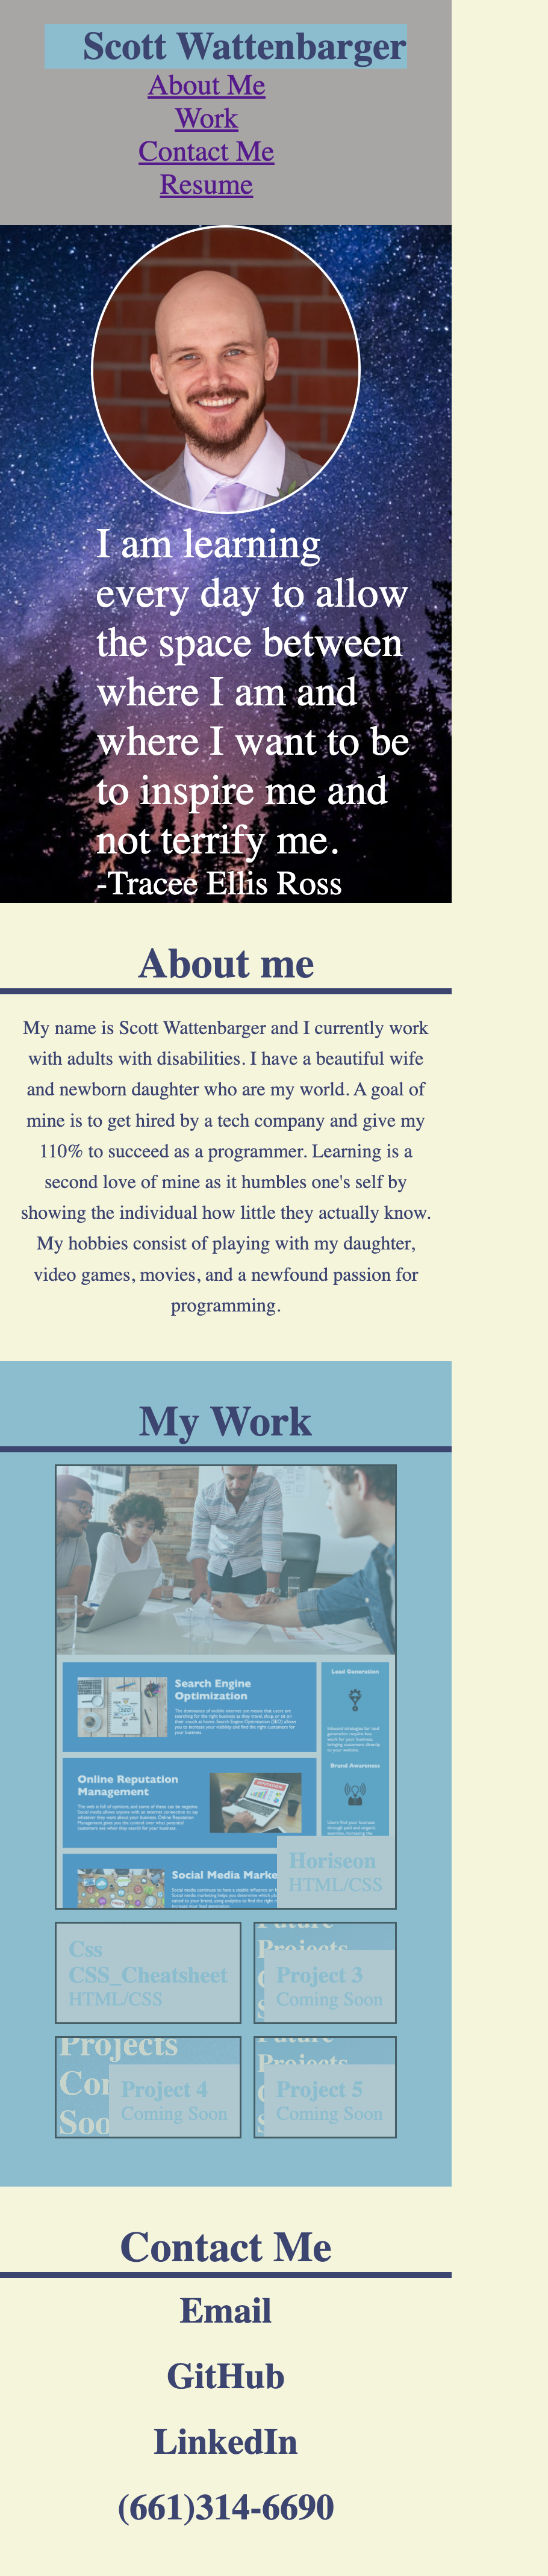 Scott Wattenbarger
About Me
Work
Contact Me
Resume
I am learning
every day to allow
the space between
where I am and
where I want to be
to inspire me and
not terrify me.
-Tracee Ellis Ross
About me
My name is Scott Wattenbarger and I currently work
with adults with disabilities. I have a beautiful wife
and newborn daughter who are my world. A goal of
mine is to get hired by a tech company and give my
110% to succeed as a programmer. Learning is a
second love of mine as it humbles one's self by
showing the individual how little they actually know.
My hobbies consist of playing with my daughter,
video games, movies, and a newfound passion for
programming.
My Work
Search Engine
Optimization
Lead Generation
Online Reputation
Management
Brand Awareness
Social Media Marke
Horiseon
HTML/CSS
Css
CSS_Cheatsheet
HTML/CSS
Future
Projects
Project 3
Coming Soon
Projects
Com
Soo
Project 4
Coming Soon
Future
Projects
Project 5
Coming Soon
Contact Me
Email
GitHub
LinkedIn
(661)314-6690